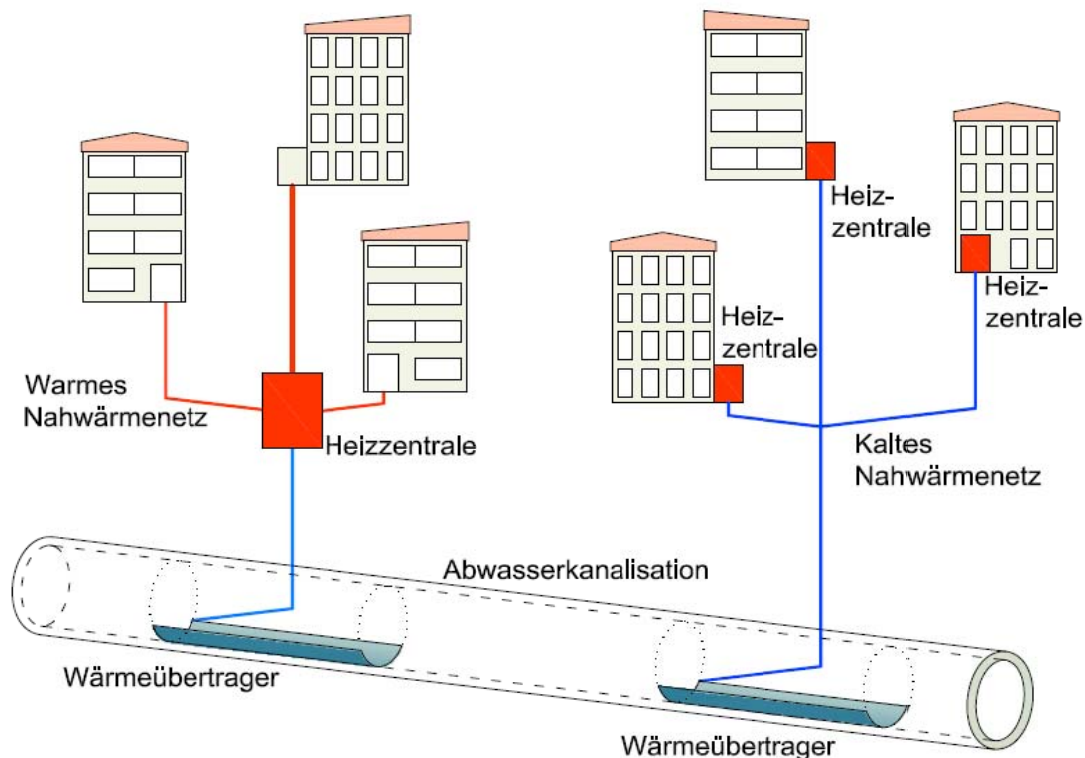 Heiz-
zentrale
Heiz-
zentrale
Heiz-
zentrale
Warmes
Nahwärmenetz
Heizzentrale
Kaltes
Nahwärmenetz
Abwasserkanalisation
Wärmeübertrager
Wärmeübertrager